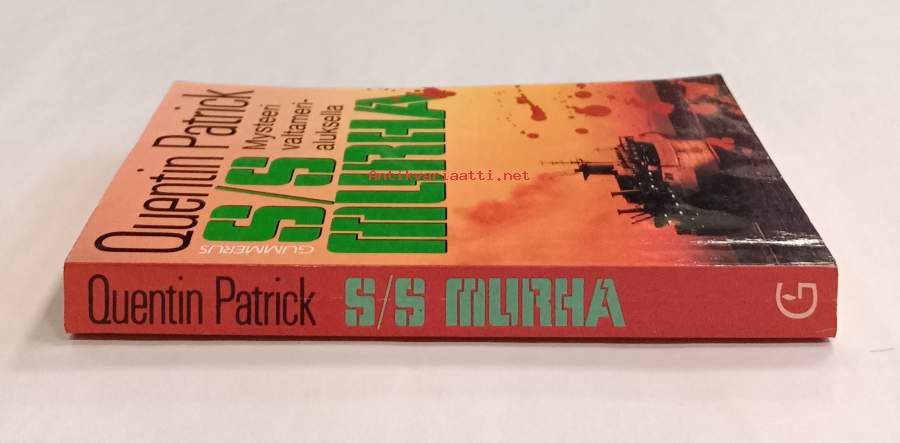 Quentin Patrick
S/S
Mysteeri
valtameri-
aluksella
MURHA
GUMMERUS
Antikvariaatti.net
Quentin Patrick S/S MURHA G